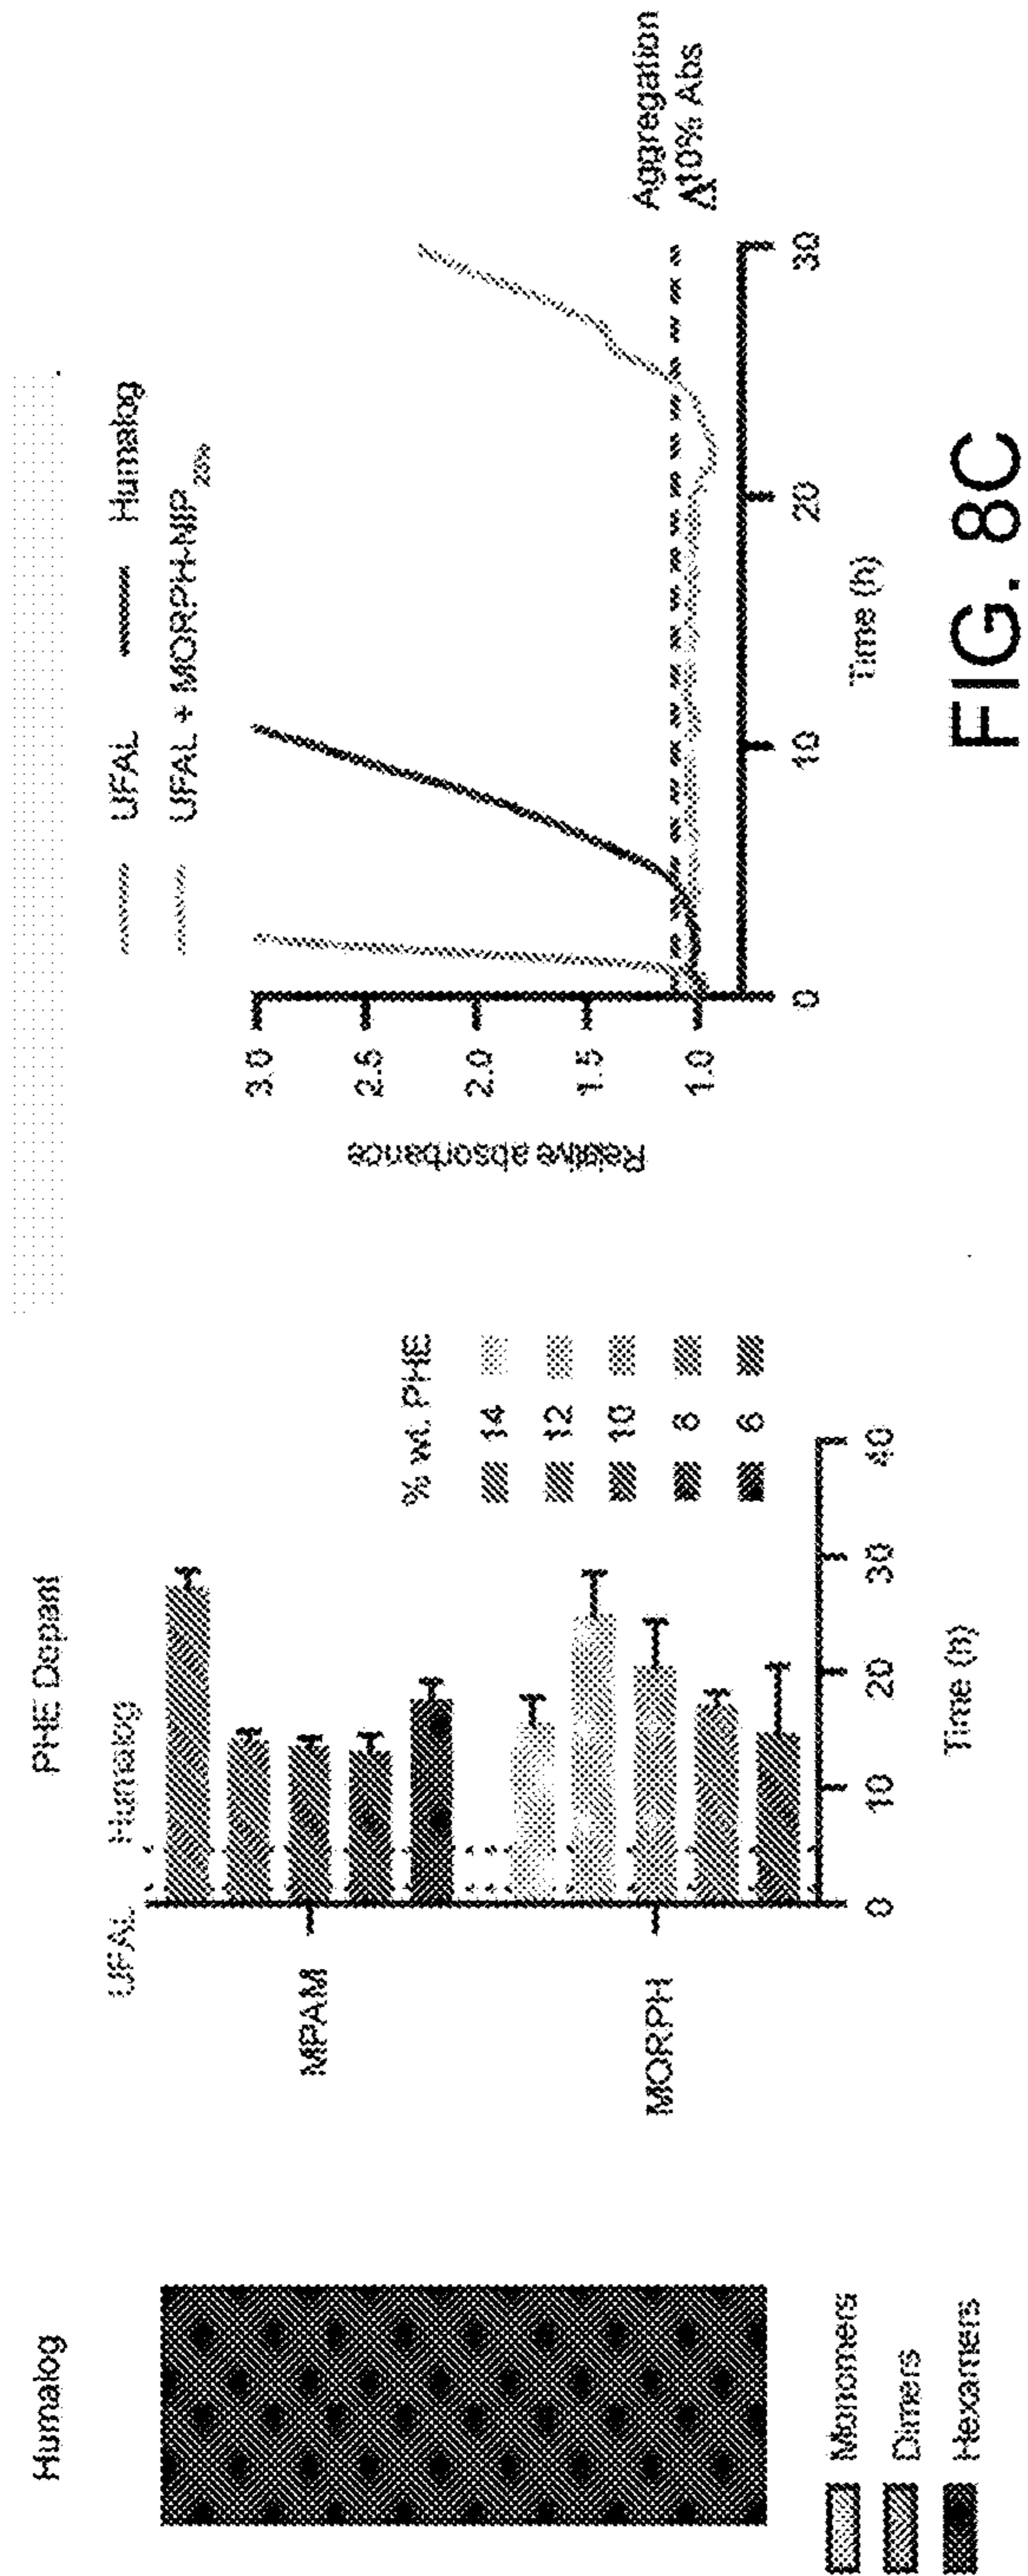 Humalog
Monomers
Dimers
Hexamers
PHE Dopant
UFAL
Humalog
MPAM
MORPH
% wt. PHE
14
12
10
8
6
0
10
20
30
40
Time (h)
UFAL
Humalog
UFAL + MORPH-NIP
3.0
2.5
2.0
1.5
1.0
Relative absorbance
0
10
20
30
Time (h)
Aggregation
Δ10% Abs
FIG. 8C